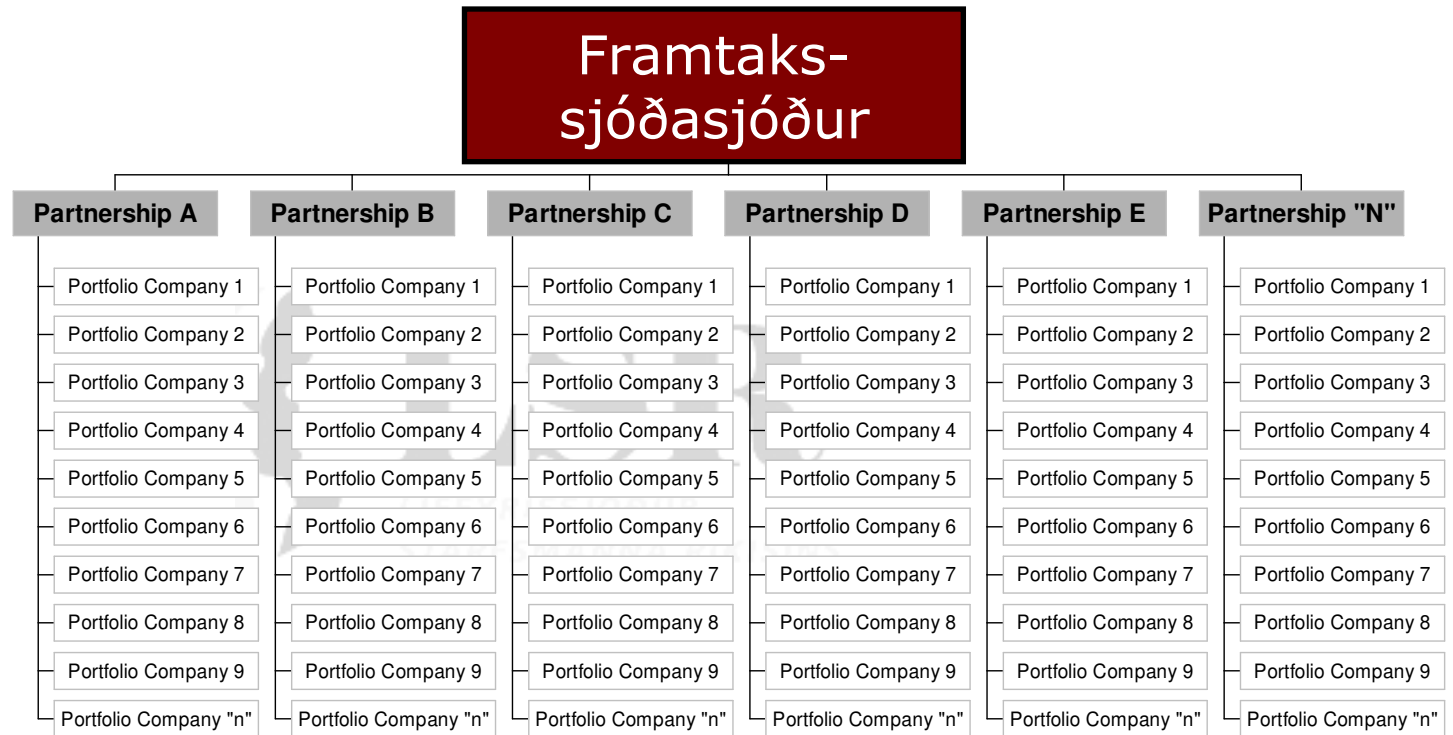 Framtaks-
sjóðasjóður
Partnership A
Partnership B
Partnership C
Partnership D
Partnership E
Partnership "N"
Portfolio Company 1
Portfolio Company 1
Portfolio Company 1
Portfolio Company 1
Portfolio Company 1
Portfolio Company 1
Portfolio Company 2
Portfolio Company 2
Portfolio Company 2
Portfolio Company 2
Portfolio Company 2
Portfolio Company 2
Portfolio Company 3
Portfolio Company 3
Portfolio Company 3
Portfolio Company 3
Portfolio Company 3
Portfolio Company 3
Portfolio Company 4
Portfolio Company 4
Portfolio Company 4
Portfolio Company 4
Portfolio Company 4
Portfolio Company 4
Portfolio Company 5
Portfolio Company 5
Portfolio Company 5
Portfolio Company 5
Portfolio Company 5
Portfolio Company 5
Portfolio Company 6
Portfolio Company 6
Portfolio Company 6
Portfolio Company 6
Portfolio Company 6
Portfolio Company 6
Portfolio Company 7
Portfolio Company 7
Portfolio Company 7
Portfolio Company 7
Portfolio Company 7
Portfolio Company 7
Portfolio Company 8
Portfolio Company 8
Portfolio Company 8
Portfolio Company 8
Portfolio Company 8
Portfolio Company 8
Portfolio Company 9
Portfolio Company 9
Portfolio Company 9
Portfolio Company 9
Portfolio Company 9
Portfolio Company 9
Portfolio Company "n"
Portfolio Company "n"
Portfolio Company "n"
Portfolio Company "n"
Portfolio Company "n"
Portfolio Company "n"
LSR